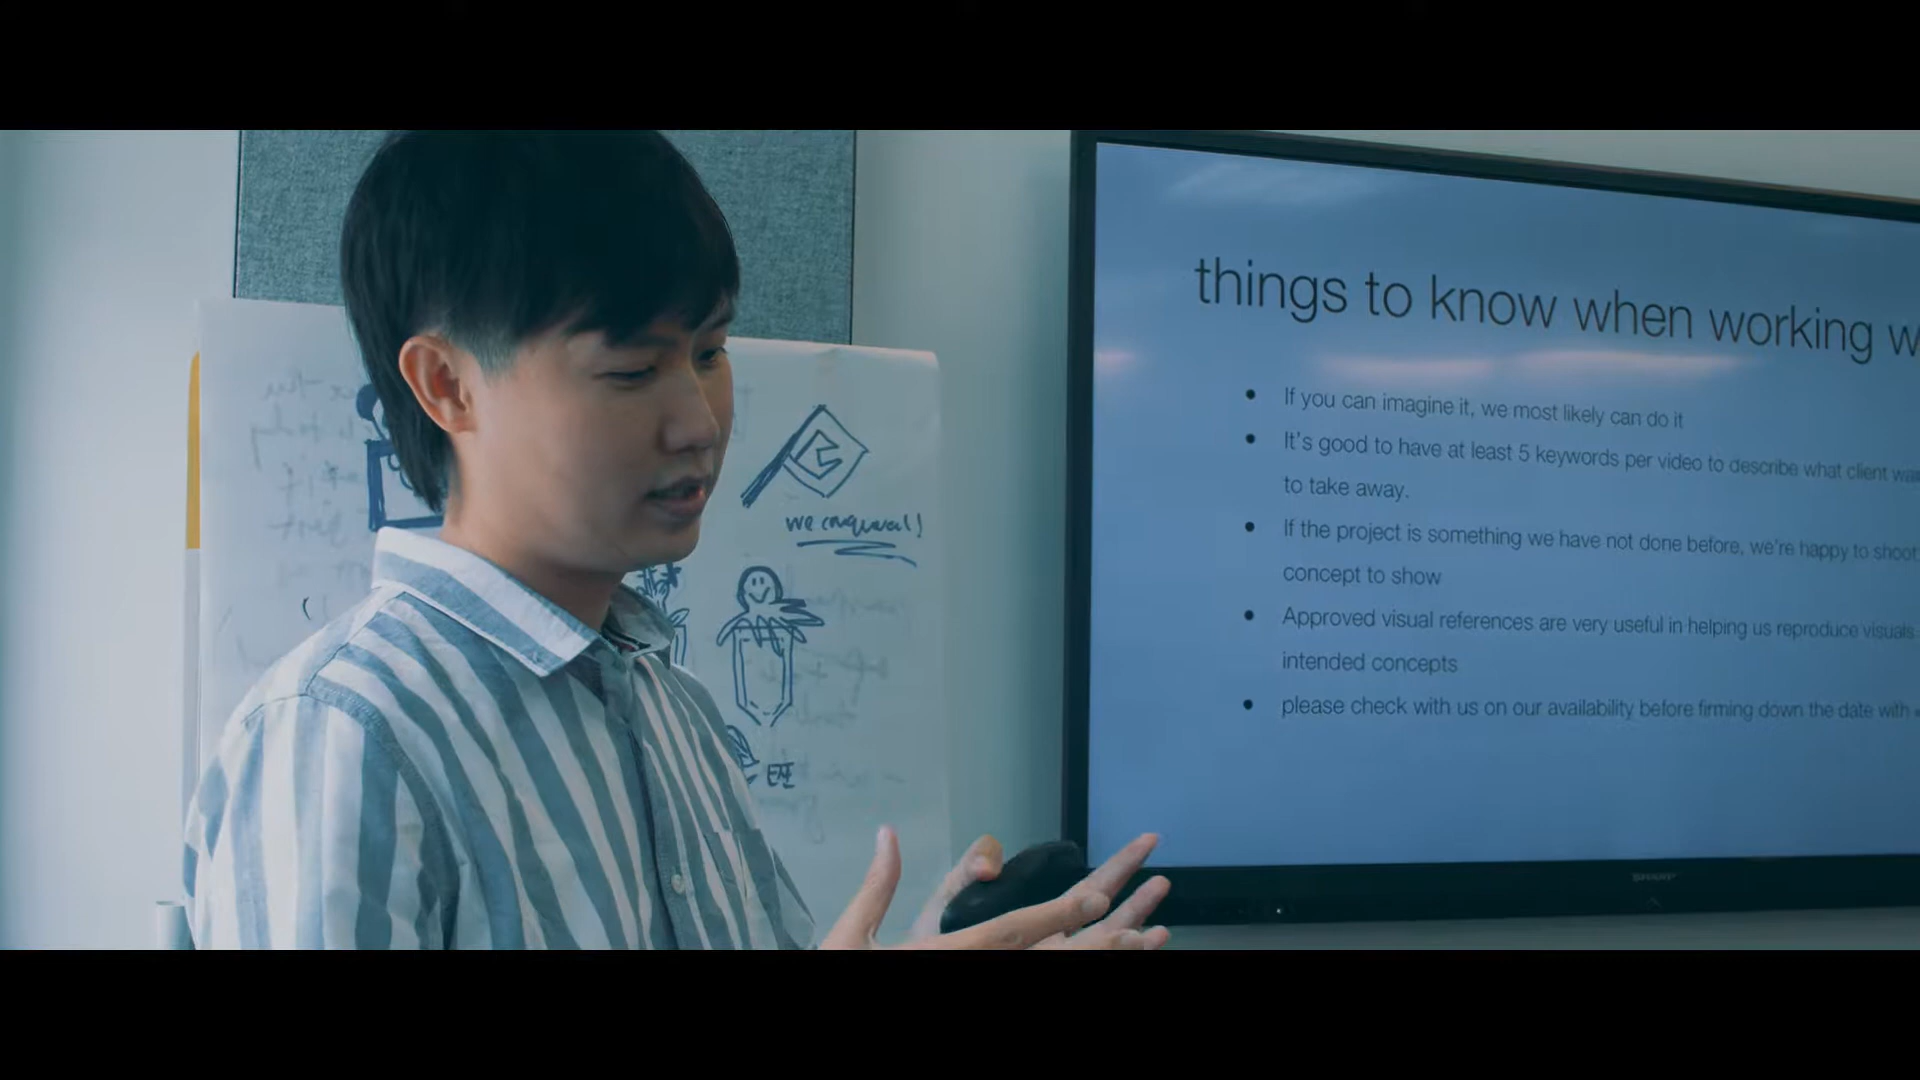 things to know when working w
• If you can imagine it, we most likely can do it
• It's good to have at least 5 keywords per video to describe what client wa
to take away.
• If the project is something we have not done before, we're happy to shoot
concept to show
• Approved visual references are very useful in helping us reproduce visuals
intended concepts
• please check with us on our availability before firming down the date with
we
SHARP